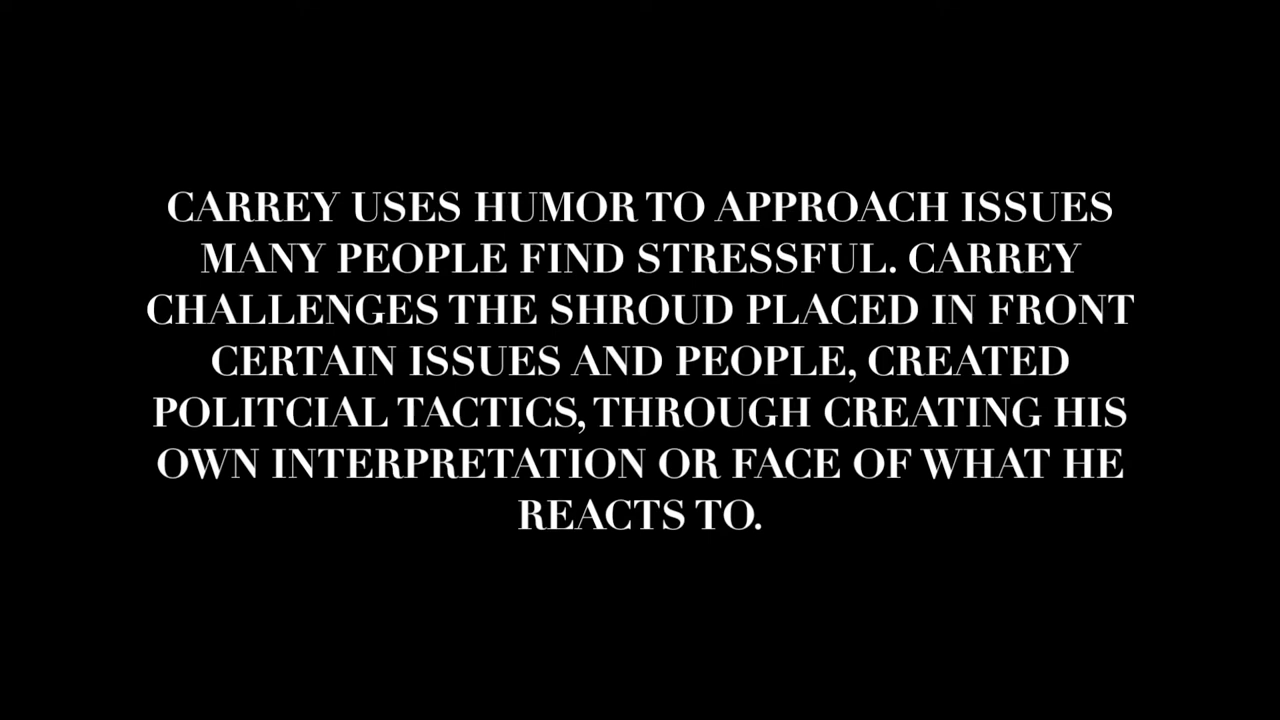 CARREY USES HUMOR TO APPROACH ISSUES
MANY PEOPLE FIND STRESSFUL. CARREY
CHALLENGES THE SHROUD PLACED IN FRONT
CERTAIN ISSUES AND PEOPLE, CREATED
POLITCIAL TACTICS, THROUGH CREATING HIS
OWN INTERPRETATION OR FACE OF WHAT HE
REACTS TO.